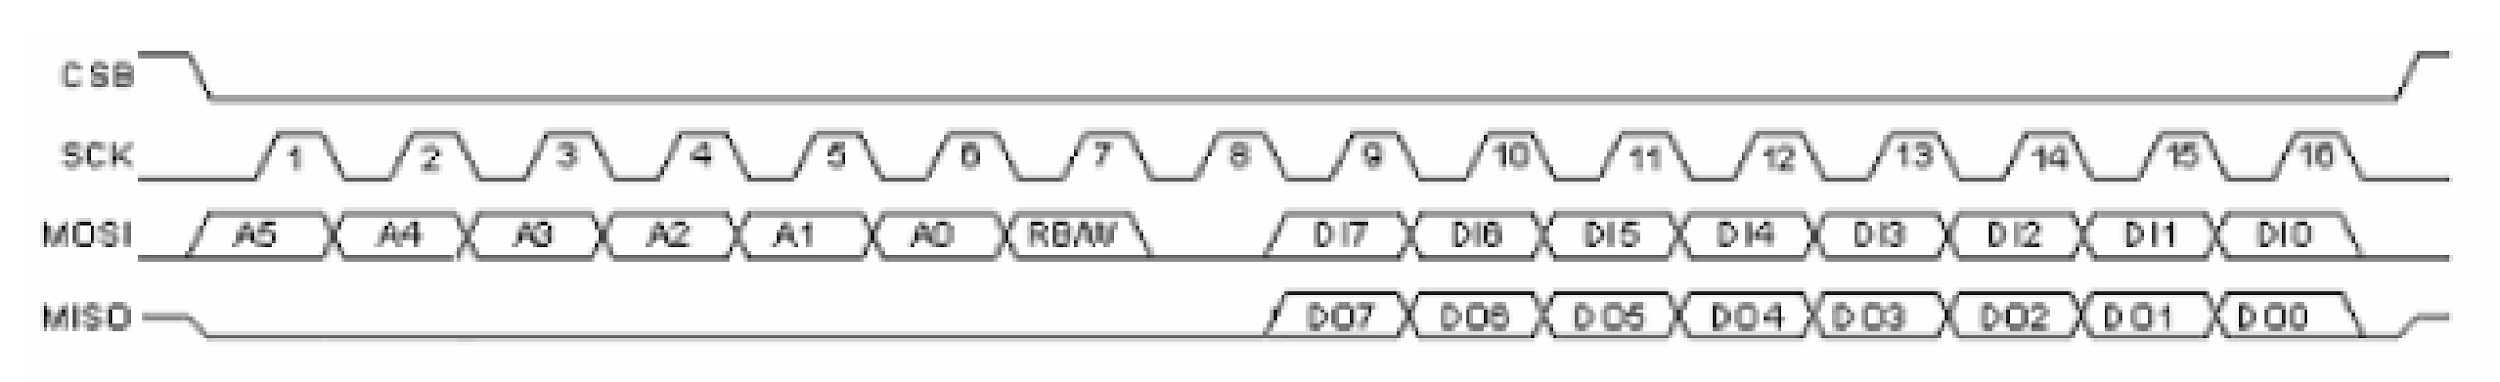 CSB
SCK 1 2 3 4 5 6 7 8 9 10 11 12 13 14 15 16
MOSI A5 A4 A3 A2 A1 A0 RB/W DI7 DI6 DI5 DI4 DI3 DI2 DI1 DI0
MISO DO7 DO6 DO5 DO4 DO3 DO2 DO1 DO0